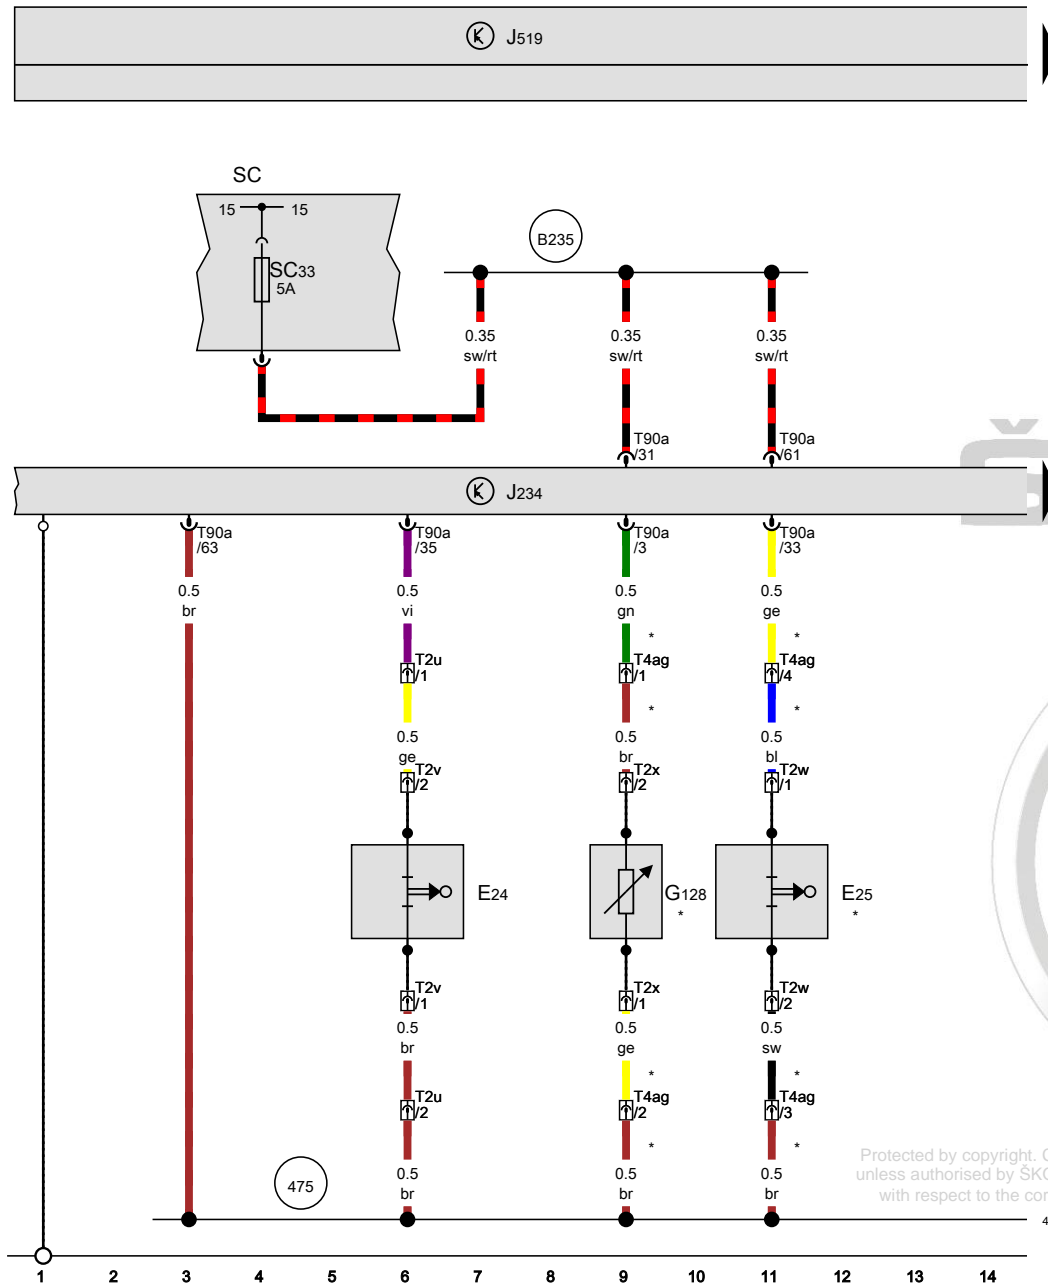 K J519
SC
15 15
SC33
5A
B235
0.35 0.35 0.35
sw/rt sw/rt sw/rt
T90a T90a
/31 /61
K J234
T90a T90a T90a T90a
/63 /35 /3 /33
0.5 0.5 0.5 0.5
br vi gn ge
* *
T2u T4ag T4ag
/1 /1 /4
* *
0.5 0.5 0.5
ge br bl
T2v T2x T2w
/2 /2 /1
E24 G128 E25
* *
T2v T2x T2w
/1 /1 /2
0.5 0.5 0.5
br ge sw
* *
T2u T4ag T4ag
/2 /2 /3
* *
Protected by copyright.
unless authorised by
with respect to the
0.5 0.5 0.5
475
br br br
4
1 2 3 4 5 6 7 8 9 10 11 12 13 14